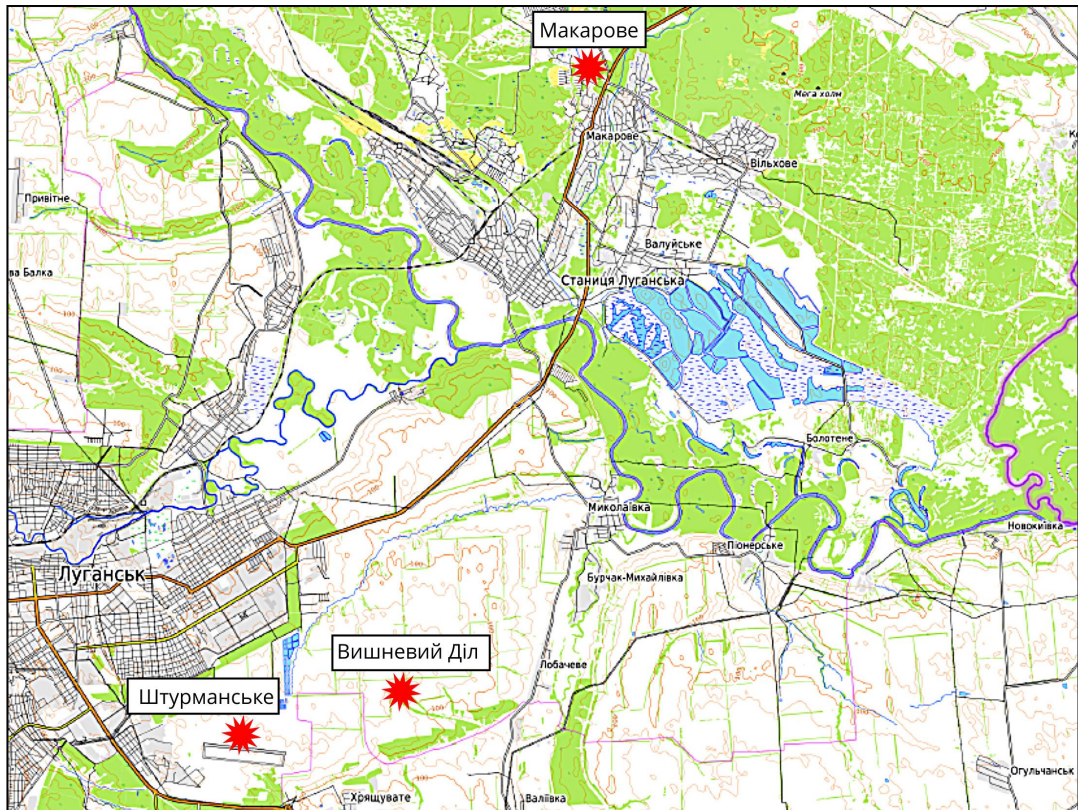 Макарове
Мега холм
Макарове
Вільхове
Привітне
Валуйське
ва Балка
Станиця Луганська
100
Болотене
Миколаївка
Новокиївка
Піонерське
Луганськ
Бурчак-Михайлівка
Вишневий Діл
Лобачеве
Штурманське
Огульчанськ
Хрящувате
Валіївка